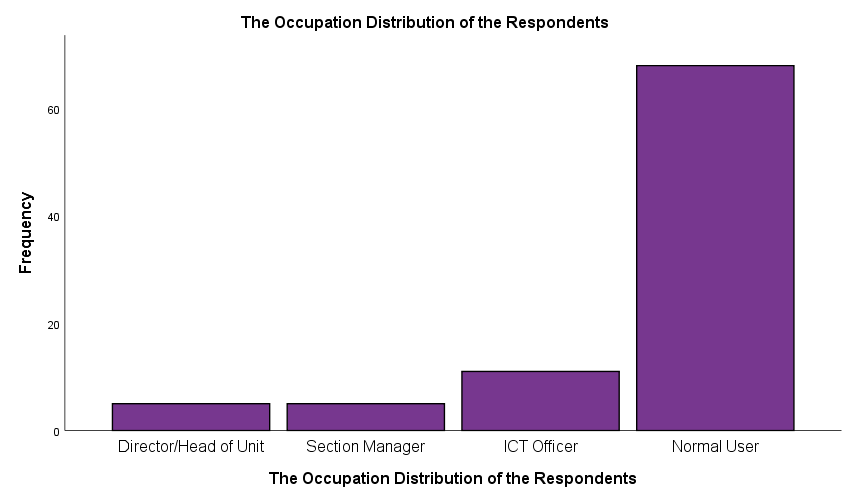 The Occupation Distribution of the Respondents
Frequency
60
40
20
0
Director/Head of Unit
Section Manager
ICT Officer
Normal User
The Occupation Distribution of the Respondents